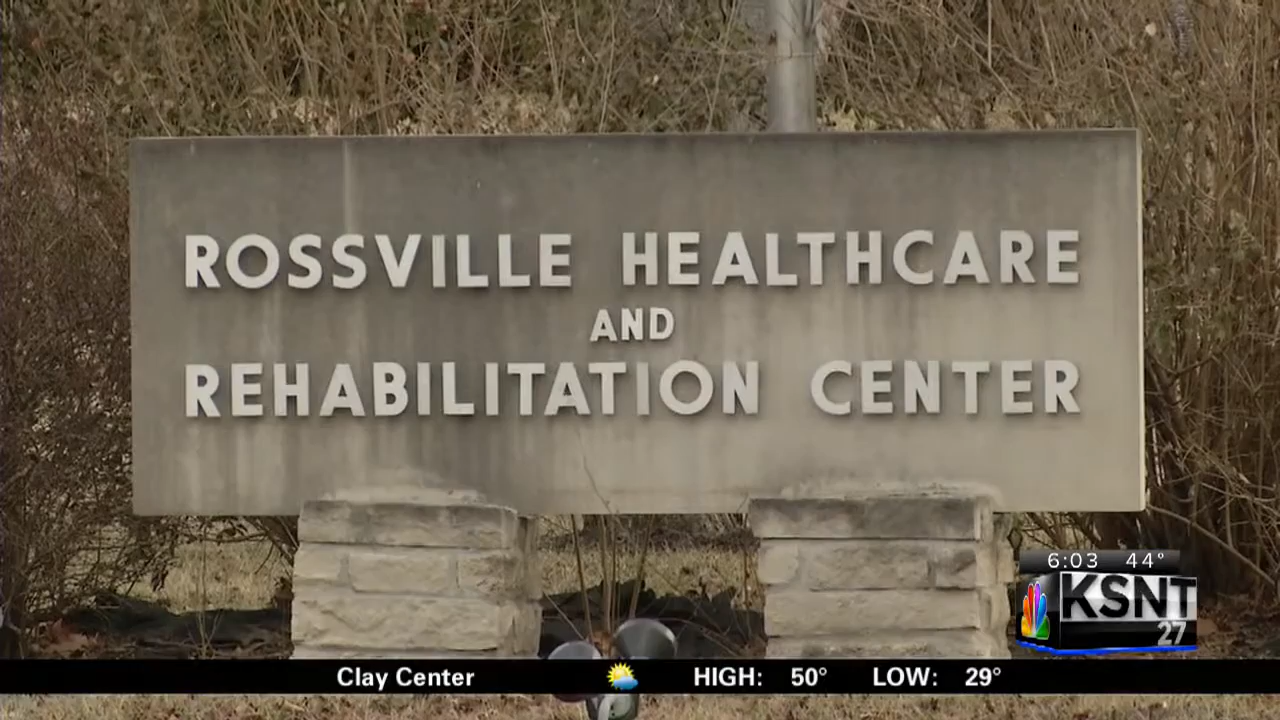 ROSSVILLE HEALTHCARE
AND
REHABILITATION CENTER
6:03 44°
KSNT
27
Clay Center HIGH: 50° LOW: 29°